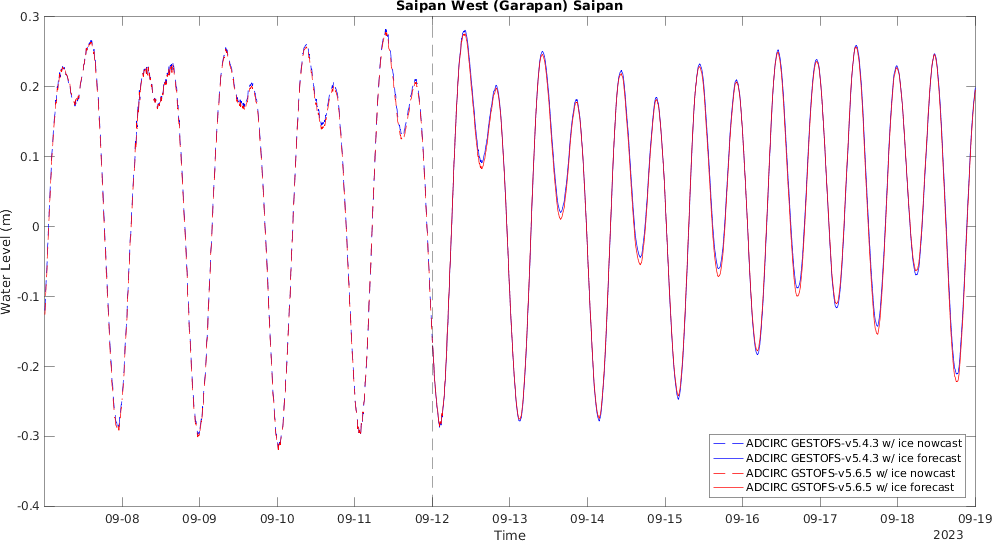 Saipan West (Garapan) Saipan
0.3
0.2
0.1
0
-0.1
-0.2
-0.3
-0.4
Water Level (m)
09-08 09-09 09-10 09-11 09-12 09-13 09-14 09-15 09-16 09-17 09-18 09-19
Time
2023
ADCIRC GESTOFS-v5.4.3 w/ ice nowcast
ADCIRC GESTOFS-v5.4.3 w/ ice forecast
ADCIRC GSTOFS-v5.6.5 w/ ice nowcast
ADCIRC GSTOFS-v5.6.5 w/ ice forecast